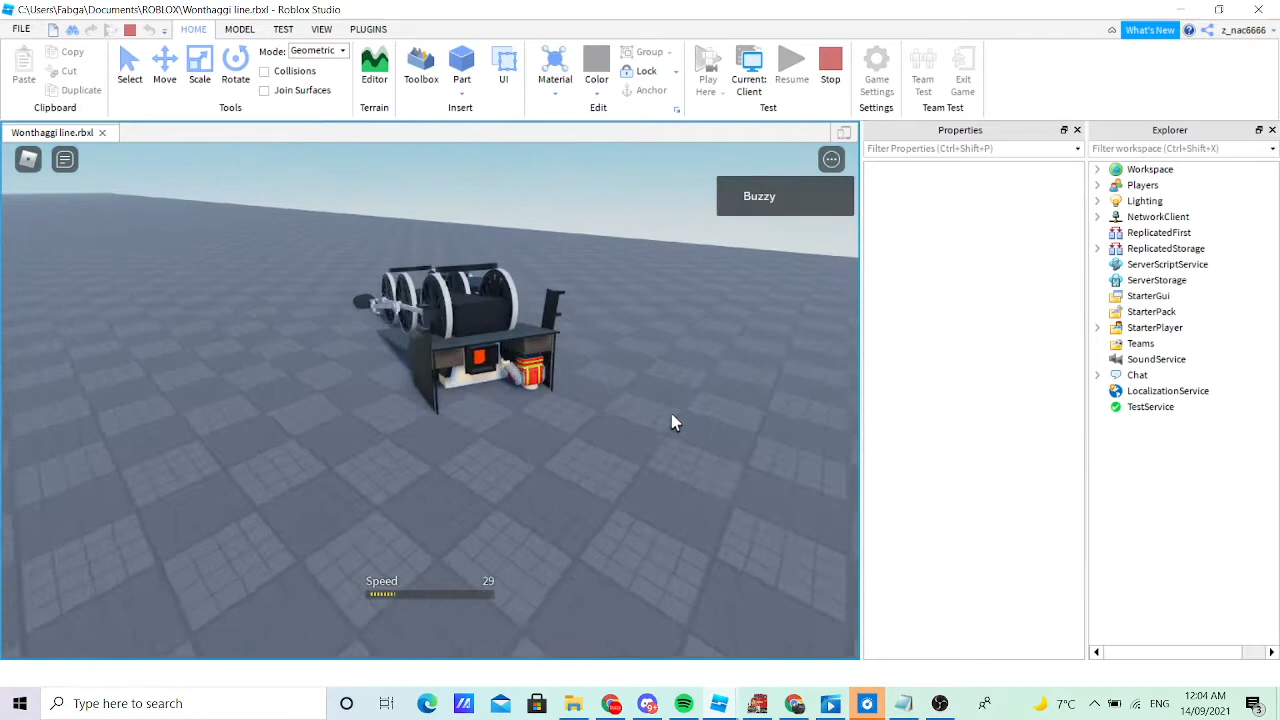 C:\Users\Fabga\Documents\ROBLOX\Wonthaggi line.rbxl - Roblox Studio
FILE HOME MODEL TEST VIEW PLUGINS What's New z_nac6666
Paste Copy Cut Duplicate
Select Move Scale Rotate
Mode: Geometric
Collisions
Join Surfaces
Editor Toolbox Part UI Material Color
Group
Lock
Anchor
Play Here Current: Client Resume Stop
Game Settings Team Test Exit Game
Clipboard Tools Terrain Insert Edit Test Settings Team Test
Wonthaggi line.rbxl
Buzzy
Speed 29
Properties
Filter Properties (Ctrl+Shift+P)
Explorer
Filter workspace (Ctrl+Shift+X)
Workspace
Players
Lighting
NetworkClient
ReplicatedFirst
ReplicatedStorage
ServerScriptService
ServerStorage
StarterGui
StarterPack
StarterPlayer
Teams
SoundService
Chat
LocalizationService
TestService
Type here to search
7°C ENG 12:04 AM
14/09/2021
3